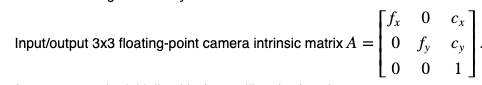 Input/output 3x3 floating-point camera intrinsic matrix A = [f_x 0 c_x
0 f_y c_y
0 0 1].